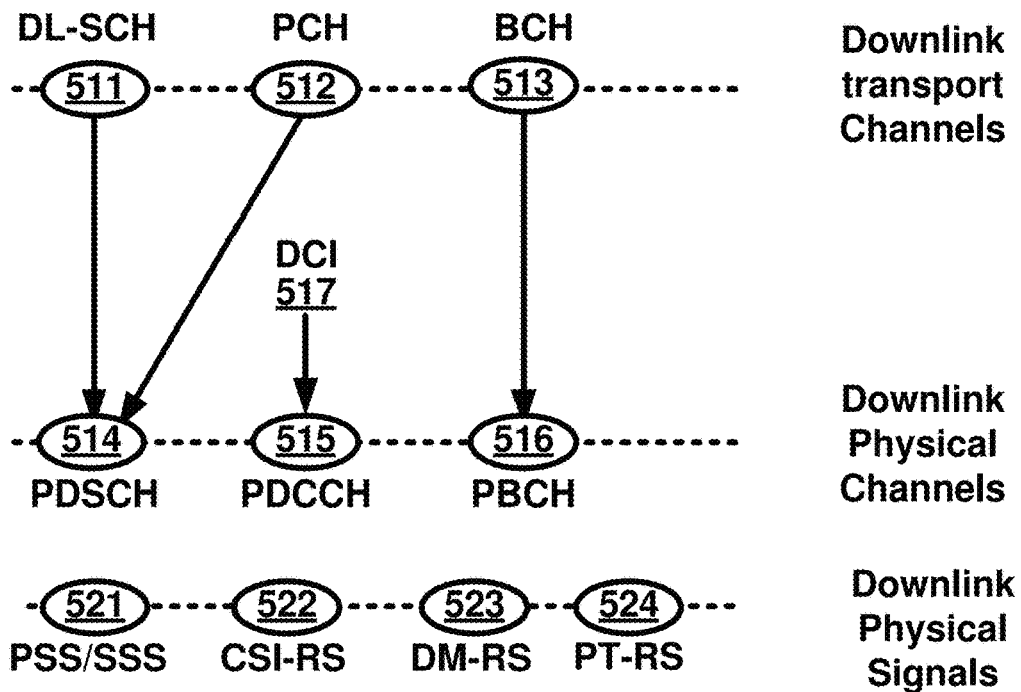 DL-SCH PCH BCH
Downlink
transport
Channels
511 512 513
DCI
517
Downlink
Physical
Channels
514 515 516
PDSCH PDCCH PBCH
Downlink
Physical
Signals
521 522 523 524
PSS/SSS CSI-RS DM-RS PT-RS